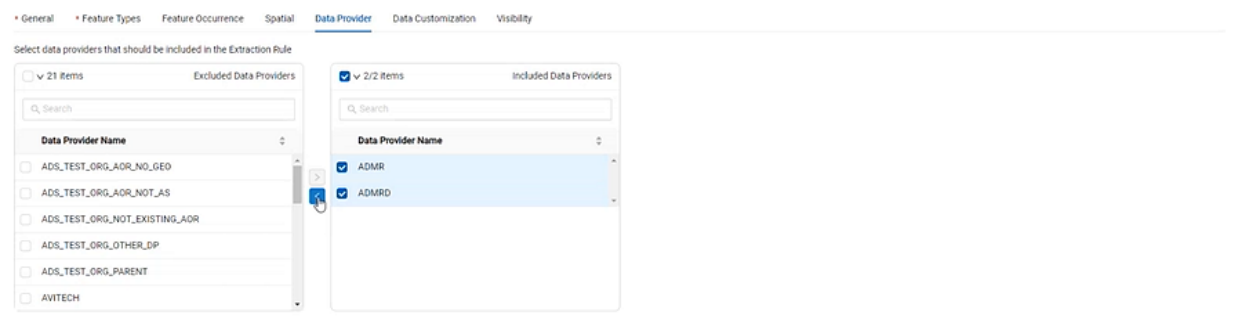 * General * Feature Types Feature Occurrence Spatial Data Provider Data Customization Visibility
Select data providers that should be included in the Extraction Rule
21 items Excluded Data Providers
2/2 items Included Data Providers
Search
Search
Data Provider Name
Data Provider Name
ADS_TEST_ORG_AOR_NO_GEO
ADS_TEST_ORG_AOR_NOT_AS
ADS_TEST_ORG_NOT_EXISTING_AOR
ADS_TEST_ORG_OTHER_DP
ADS_TEST_ORG_PARENT
AVITECH
ADMR
ADMRD